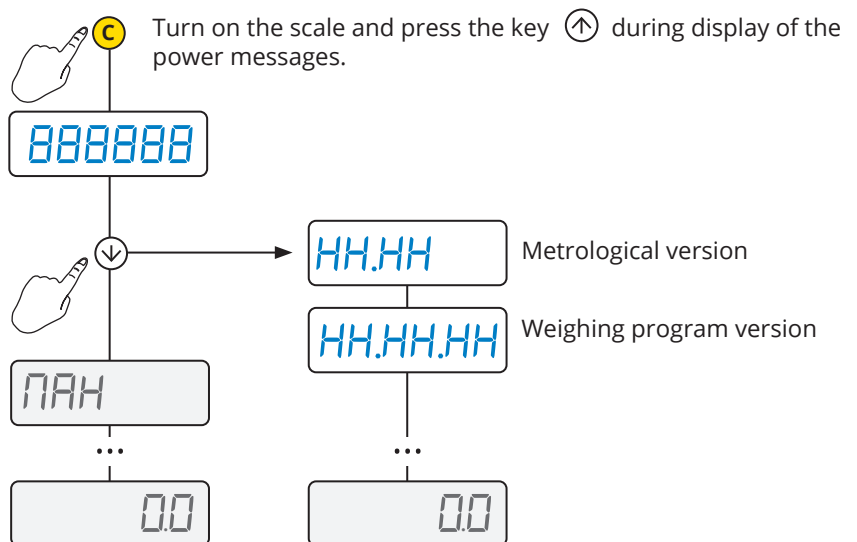 C
Turn on the scale and press the key ↑ during display of the
power messages.
888888
↓
HH.HH
Metrological version
HH.HH.HH
Weighing program version
ПАН
...
...
0.0
0.0